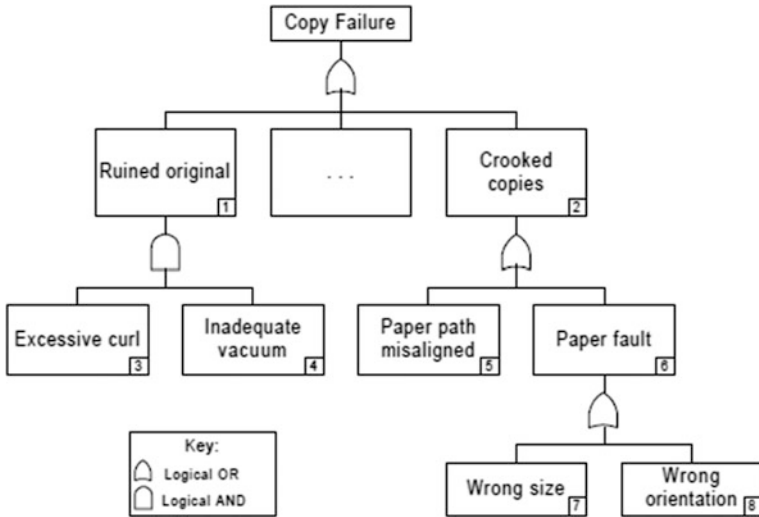 Copy Failure
Ruined original
1
. . .
Crooked
copies
2
Excessive curl
3
Inadequate
vacuum
4
Paper path
misaligned
5
Paper fault
6
Key:
Logical OR
Logical AND
Wrong size
7
Wrong
orientation
8